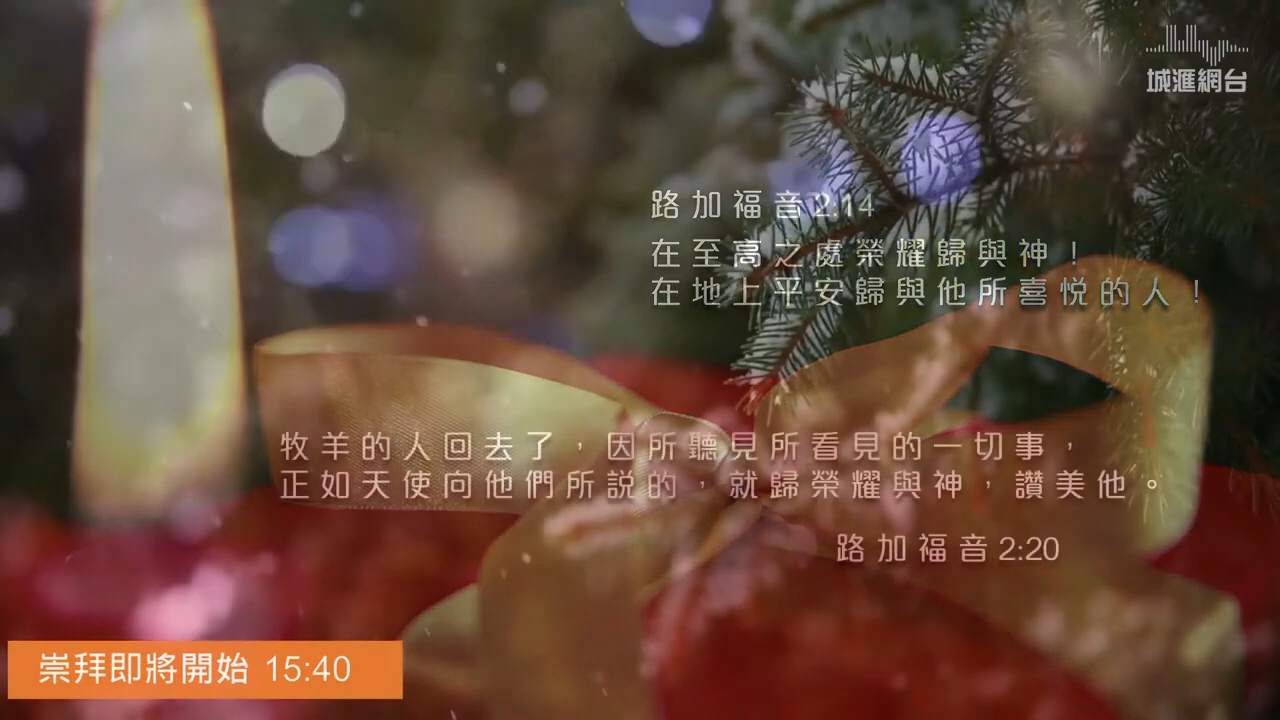 城滙網台
路加福音2:14
在至高之處榮耀歸與神！
在地上平安歸與他所喜悅的人！
牧羊的人回去了，因所聽見所看見的一切事，
正如天使向他們所說的，就歸榮耀與神，讚美他。
路加福音2:20
崇拜即將開始 15:40